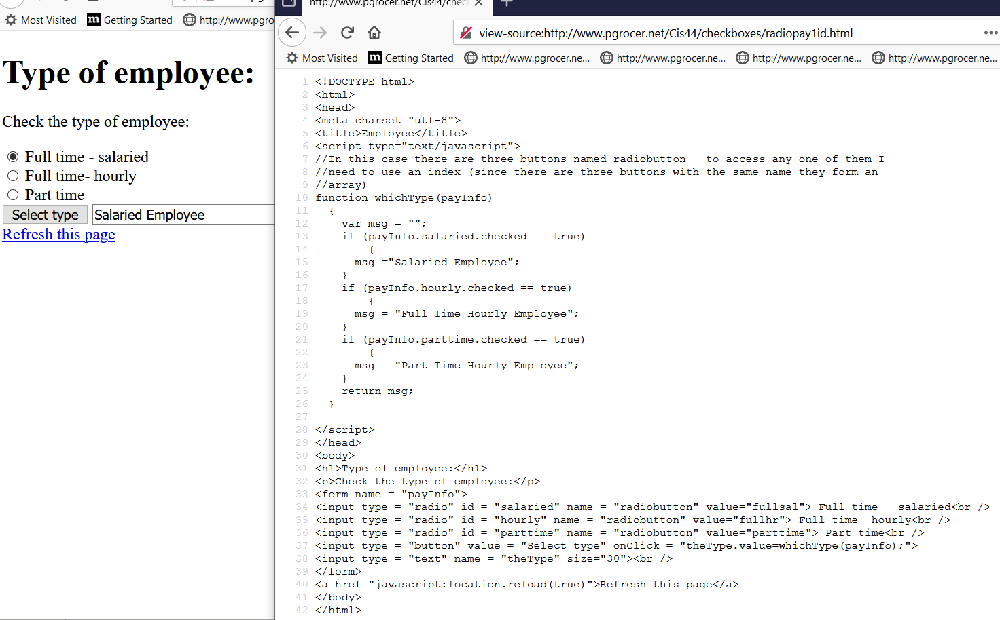 Most Visited
m Getting Started
http://www.pgro
Type of employee:
Check the type of employee:
Full time - salaried
Full time- hourly
Part time
Select type
Salaried Employee
Refresh this page
http://www.pgrocer.net/Cis44/chec
view-source:http://www.pgrocer.net/Cis44/checkboxes/radiopay1id.html
Most Visited
m Getting Started
http://www.pgrocer.ne...
http://www.pgrocer.ne...
http://www.pgrocer.ne...
http://www.pgrocer.ne...
1 <!DOCTYPE html>
2 <html>
3 <head>
4 <meta charset="utf-8">
5 <title>Employee</title>
6 <script type="text/javascript">
7 //In this case there are three buttons named radiobutton - to access any one of them I
8 //need to use an index (since there are three buttons with the same name they form an
9 //array)
10 function whichType(payInfo)
11 {
12 var msg = "";
13 if (payInfo.salaried.checked == true)
14 {
15 msg ="Salaried Employee";
16 }
17 if (payInfo.hourly.checked == true)
18 {
19 msg = "Full Time Hourly Employee";
20 }
21 if (payInfo.parttime.checked == true)
22 {
23 msg = "Part Time Hourly Employee";
24 }
25 return msg;
26 }
27
28 </script>
29 </head>
30 <body>
31 <h1>Type of employee:</h1>
32 <p>Check the type of employee:</p>
33 <form name = "payInfo">
34 <input type = "radio" id = "salaried" name = "radiobutton" value="fullsal"> Full time - salaried<br />
35 <input type = "radio" id = "hourly" name = "radiobutton" value="fullhr"> Full time- hourly<br />
36 <input type = "radio" id = "parttime" name = "radiobutton" value="parttime"> Part time<br />
37 <input type = "button" value = "Select type" onClick = "theType.value=whichType(payInfo);">
38 <input type = "text" name = "theType" size="30"><br />
39 </form>
40 <a href="javascript:location.reload(true)">Refresh this page</a>
41 </body>
42 </html>